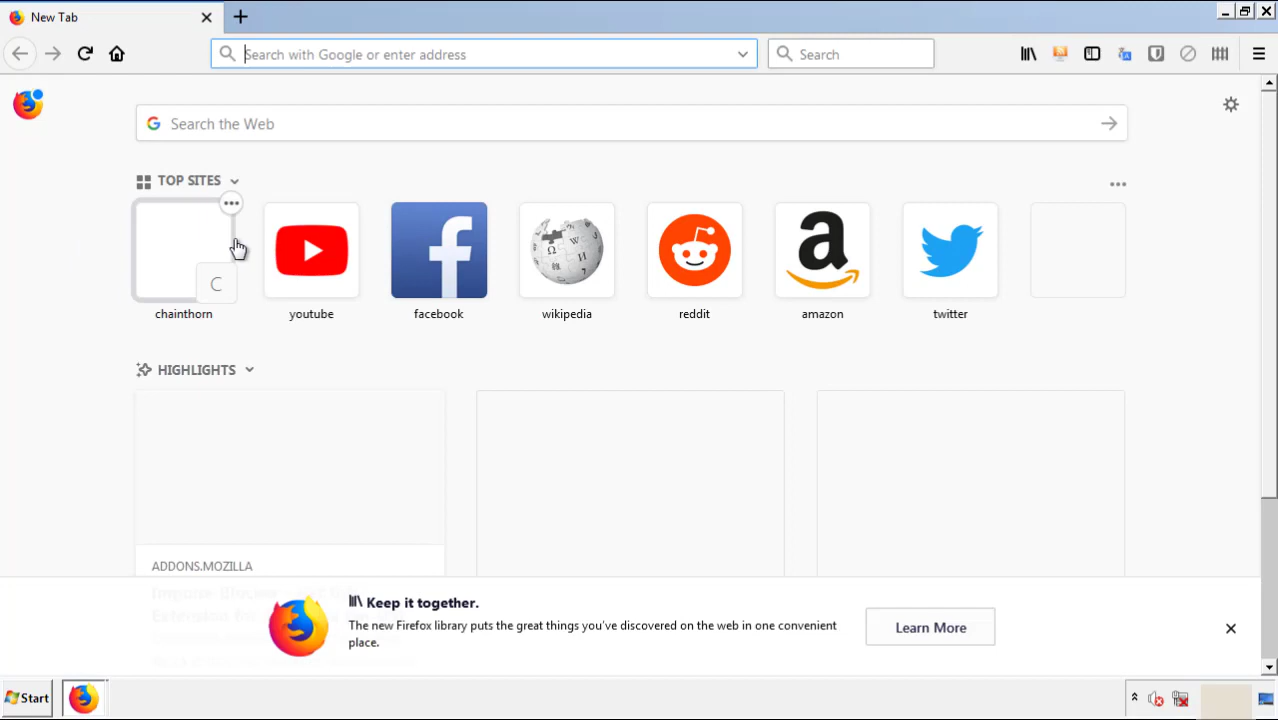 New Tab
Search with Google or enter address
Search
Search the Web
TOP SITES
C
chainthorn
youtube
facebook
wikipedia
reddit
amazon
twitter
HIGHLIGHTS
ADDONS.MOZILLA
Keep it together.
The new Firefox library puts the great things you've discovered on the web in one convenient
place.
Learn More
Start